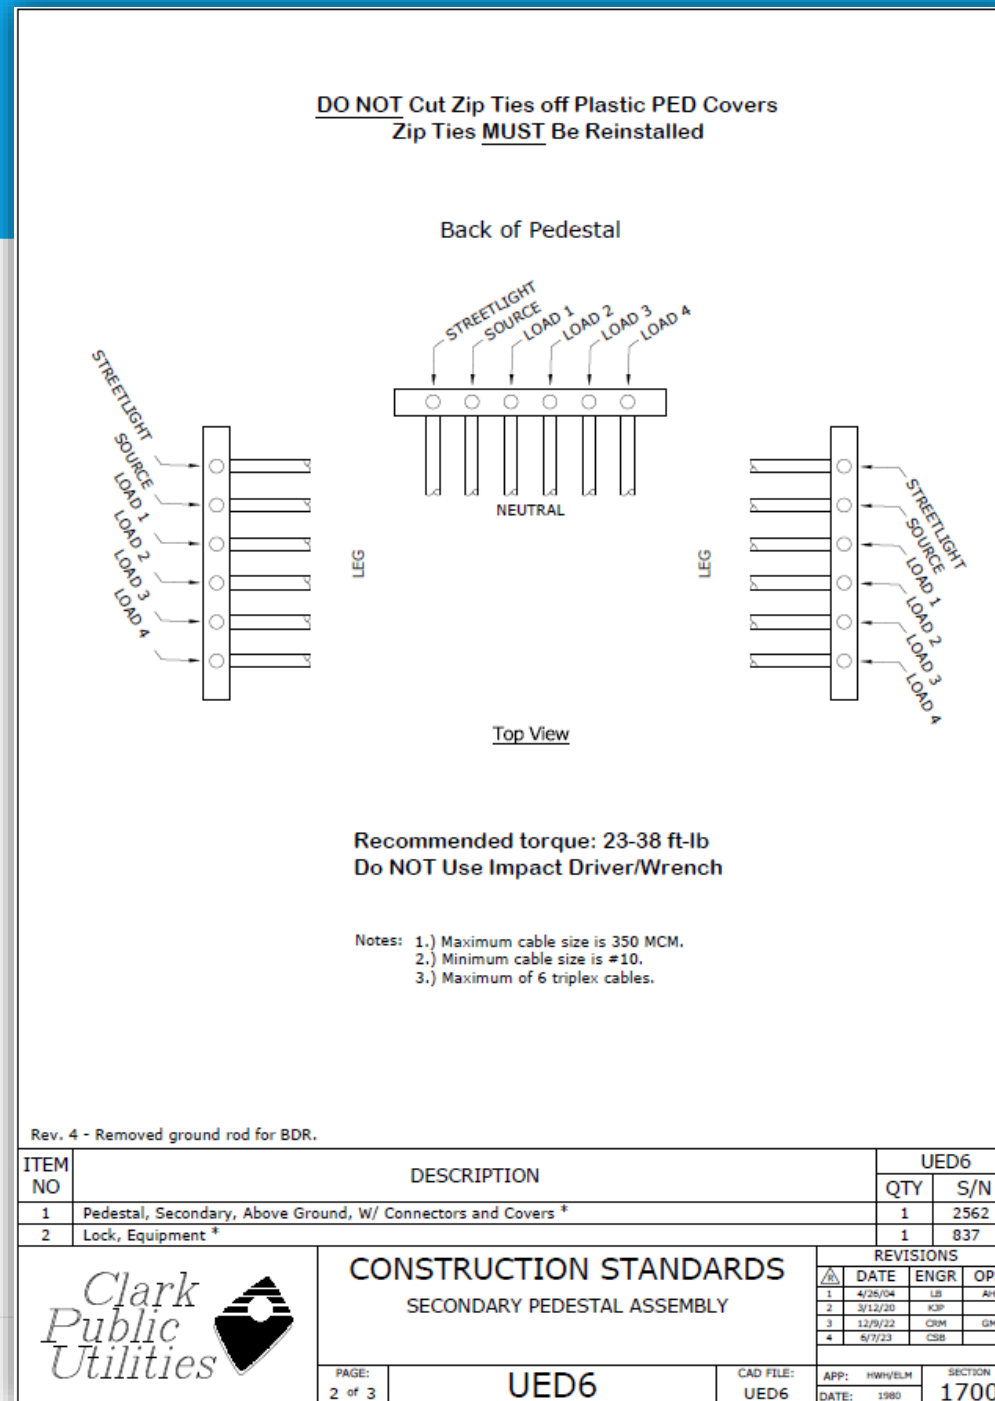 DO NOT Cut Zip Ties off Plastic PED Covers
Zip Ties MUST Be Reinstalled
Back of Pedestal
STREETLIGHT
SOURCE
LOAD 1
LOAD 2
LOAD 3
LOAD 4
NEUTRAL
STREETLIGHT
SOURCE
LOAD 1
LOAD 2
LOAD 3
LOAD 4
LEG
LEG
STREETLIGHT
SOURCE
LOAD 1
LOAD 2
LOAD 3
LOAD 4
Top View
Recommended torque: 23-38 ft-lb
Do NOT Use Impact Driver/Wrench
Notes: 1.) Maximum cable size is 350 MCM.
2.) Minimum cable size is #10.
3.) Maximum of 6 triplex cables.
Rev. 4 - Removed ground rod for BDR.
ITEM NO DESCRIPTION UED6
QTY S/N
1 Pedestal, Secondary, Above Ground, W/ Connectors and Covers * 1 2562
2 Lock, Equipment * 1 837
Clark
Public
Utilities
CONSTRUCTION STANDARDS
SECONDARY PEDESTAL ASSEMBLY
REVISIONS
R DATE ENGR OP
1 4/26/04 LB AH
2 3/12/20 KJP
3 12/9/22 CRM GM
4 6/7/23 CSB
PAGE:
2 of 3
UED6
CAD FILE:
UED6
APP: HWH/ELM
DATE: 1980
SECTION
1700